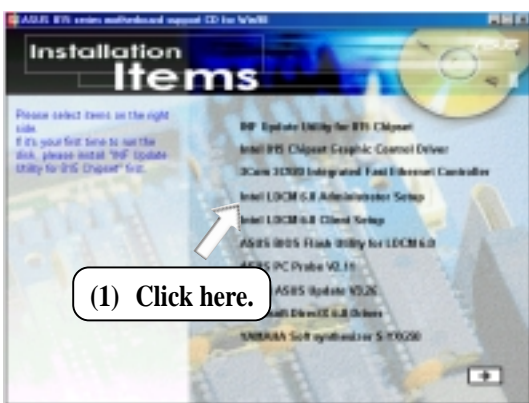 ASUS 815 series motherboard support CD for Win98
Installation
Items
ASUS
Please select items on the right
side.
If it's your first time to run the
disk, please install "INF Update
Utility for 815 Chipset" first.
INF Update Utility for 815 Chipset
Intel 815 Chipset Graphic Control Driver
3Com 3C920 Integrated Fast Ethernet Controller
Intel LDCM 6.0 Administrator Setup
Intel LDCM 6.0 Client Setup
ASUS BIOS Flash Utility for LDCM 6.0
ASUS PC Probe V2.11
ASUS Update V3.26
DirectX
YAMAHA Soft synthesizer S-YXG50
(1) Click here.